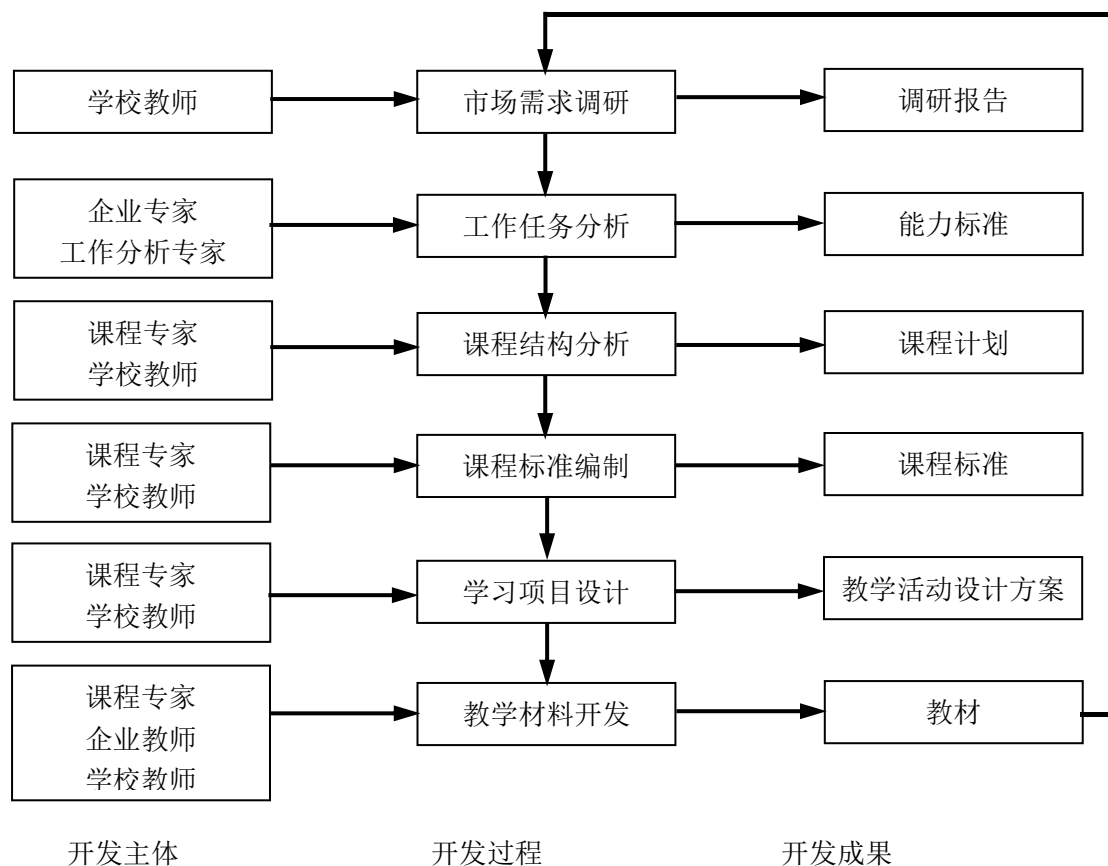 学校教师
市场需求调研
调研报告
企业专家
工作分析专家
工作任务分析
能力标准
课程专家
学校教师
课程结构分析
课程计划
课程专家
学校教师
课程标准编制
课程标准
课程专家
学校教师
学习项目设计
教学活动设计方案
课程专家
企业教师
学校教师
教学材料开发
教材
开发主体
开发过程
开发成果